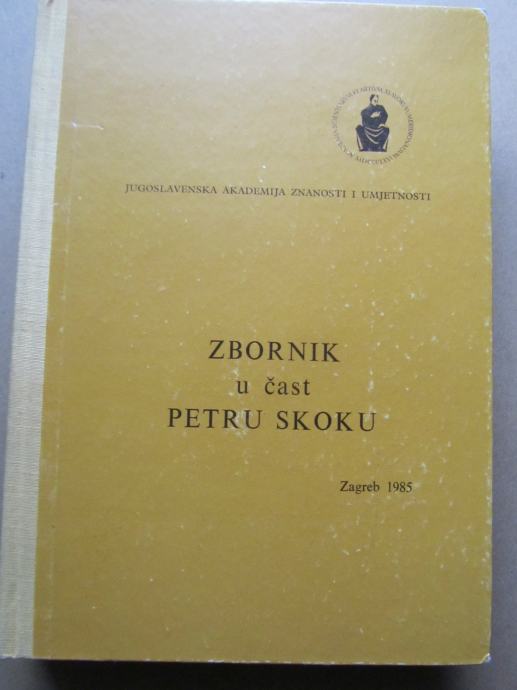 JUGOSLAVENSKA AKADEMIJA ZNANOSTI I UMJETNOSTI
ZBORNIK
u čast
PETRU SKOKU
Zagreb 1985